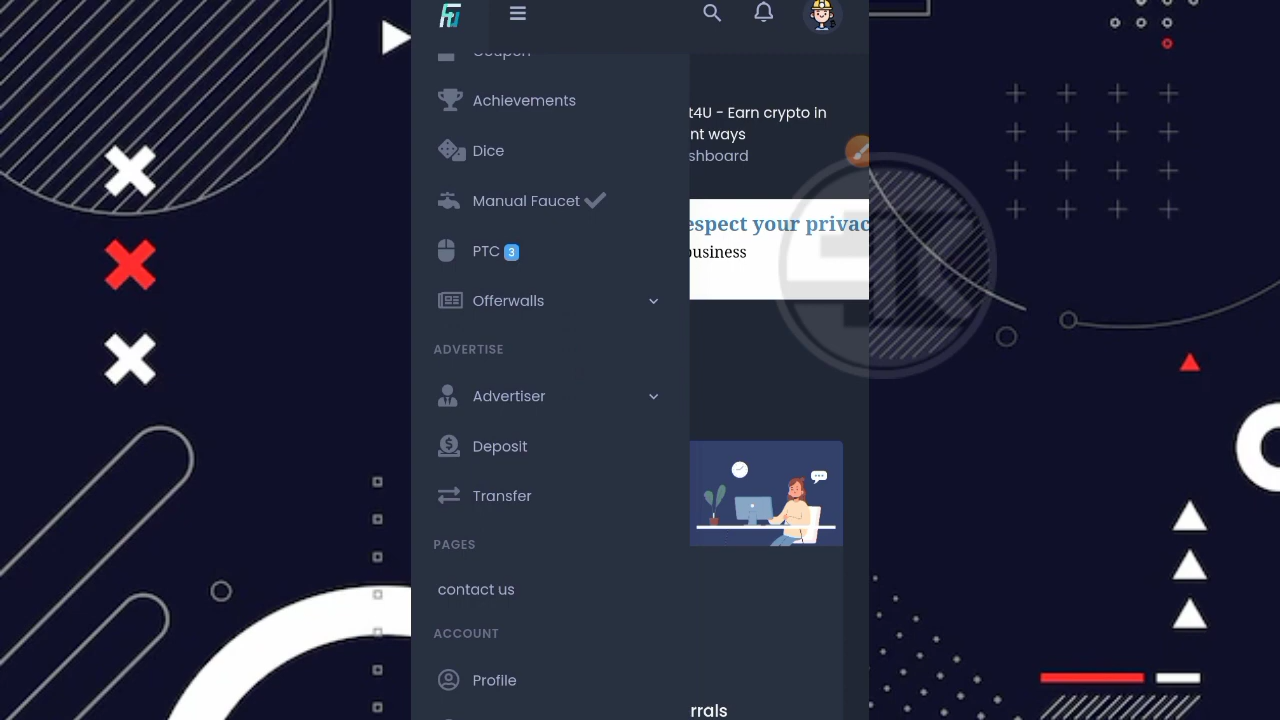 Coupon
Achievements
Dice
Manual Faucet
PTC 3
Offerwalls
ADVERTISE
Advertiser
Deposit
Transfer
PAGES
contact us
ACCOUNT
Profile
t4U - Earn crypto in
nt ways
shboard
espect your privac
business
rrals